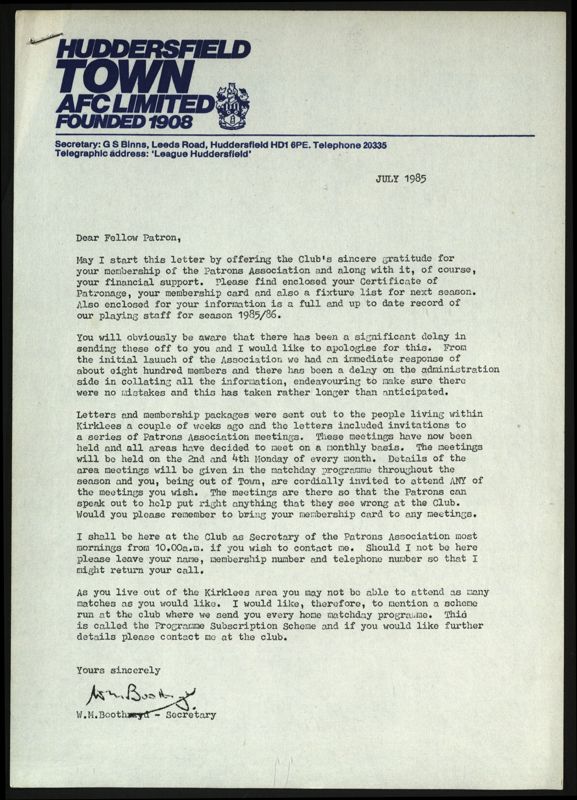 HUDDERSFIELD
TOWN
AFC LIMITED
FOUNDED 1908
Secretary: G S Binns, Leeds Road, Huddersfield HD1 6PE. Telephone 20335
Telegraphic address: 'League Huddersfield'
JULY 1985
Dear Fellow Patron,
May I start this letter by offering the Club's sincere gratitude for
your membership of the Patrons Association and along with it, of course,
your financial support. Please find enclosed your Certificate of
Patronage, your membership card and also a fixture list for next season.
Also enclosed for your information is a full and up to date record of
our playing staff for season 1985/86.
You will obviously be aware that there has been a significant delay in
sending these off to you and I would like to apologise for this. From
the initial launch of the Association we had an immediate response of
about eight hundred members and there has been a delay on the administration
side in collating all the information, endeavouring to make sure there
were no mistakes and this has taken rather longer than anticipated.
Letters and membership packages were sent out to the people living within
Kirklees a couple of weeks ago and the letters included invitations to
a series of Patrons Association meetings. These meetings have now been
held and all areas have decided to meet on a monthly basis. The meetings
will be held on the 2nd and 4th Monday of every month. Details of the
area meetings will be given in the matchday programme throughout the
season and you, being out of Town, are cordially invited to attend ANY of
the meetings you wish. The meetings are there so that the Patrons can
speak out to help put right anything that they see wrong at the Club.
Would you please remember to bring your membership card to any meetings.
I shall be here at the Club as Secretary of the Patrons Association most
mornings from 10.00a.m. if you wish to contact me. Should I not be here
please leave your name, membership number and telephone number so that I
might return your call.
As you live out of the Kirklees area you may not be able to attend as many
matches as you would like. I would like, therefore, to mention a scheme
run at the club where we send you every home matchday programme. This
is called the Programme Subscription Scheme and if you would like further
details please contact me at the club.
Yours sincerely
W.M.Boothroyd - Secretary